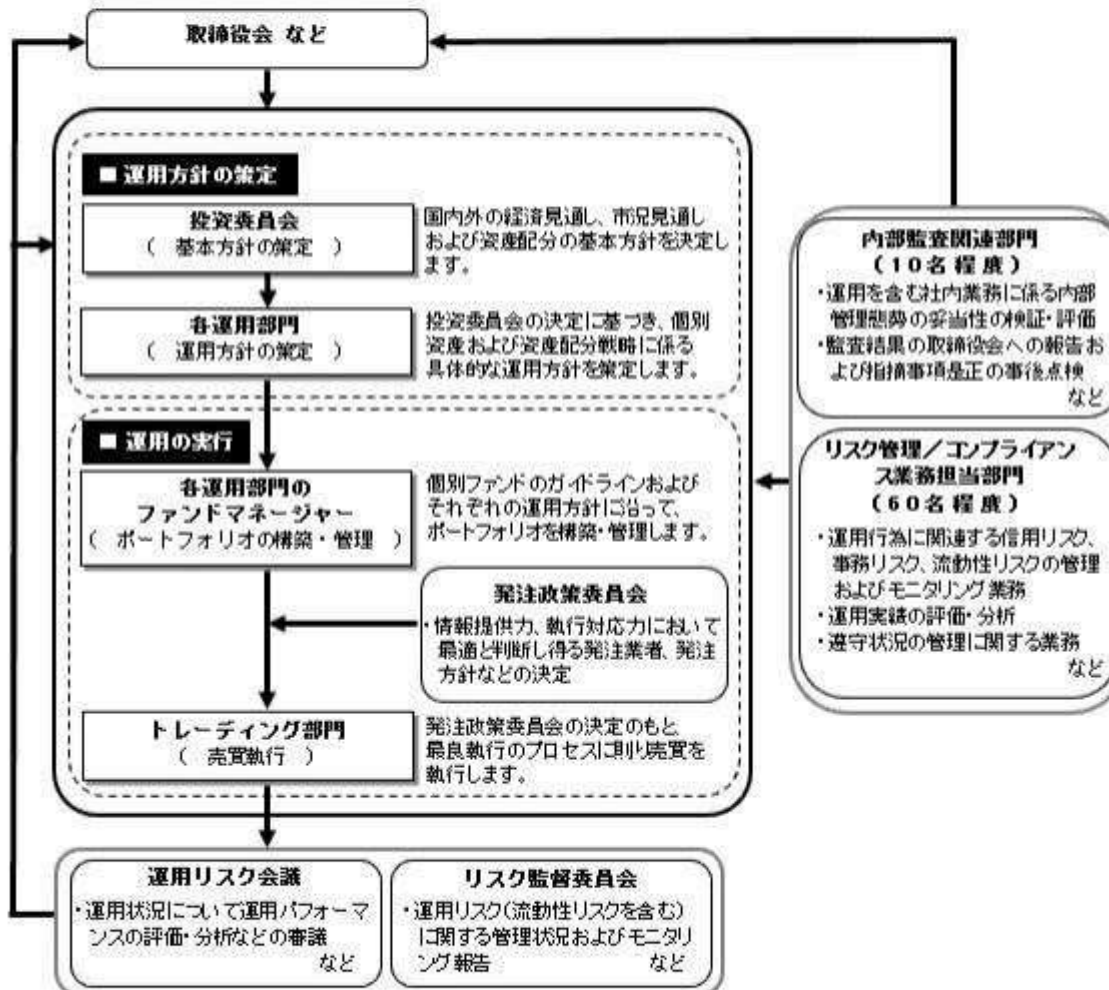 取締役会 など
■ 運用方針の策定
投資委員会
( 基本方針の策定 )
国内外の経済見通し、市況見通し
および資産配分の基本方針を決定し
ます。
各運用部門
( 運用方針の策定 )
投資委員会の決定に基づき、個別
資産および資産配分戦略に係る
具体的な運用方針を策定します。
■ 運用の実行
各運用部門の
ファンドマネージャー
( ポートフォリオの構築・管理 )
個別ファンドのガイドラインおよび
それぞれの運用方針に沿って、
ポートフォリオを構築・管理します。
発注政策委員会
・情報提供力、執行対応力において
最適と判断し得る発注業者、発注
方針などの決定
トレーディング部門
( 売買執行 )
発注政策委員会の決定のもと
最良執行のプロセスに則り売買を
執行します。
内部監査関連部門
(10名程度)
・運用を含む社内業務に係る内部
管理態勢の妥当性の検証・評価
・監査結果の取締役会への報告お
よび指摘事項是正の事後点検
など
リスク管理/コンプライアン
ス業務担当部門
(60名程度)
・運用行為に関連する信用リスク、
事務リスク、流動性リスクの管理
およびモニタリング業務
・運用実績の評価・分析
・遵守状況の管理に関する業務
など
運用リスク会議
・運用状況について運用パフォーマ
ンスの評価・分析などの審議
など
リスク監督委員会
・運用リスク(流動性リスクを含む)
に関する管理状況およびモニタリ
ング報告 など